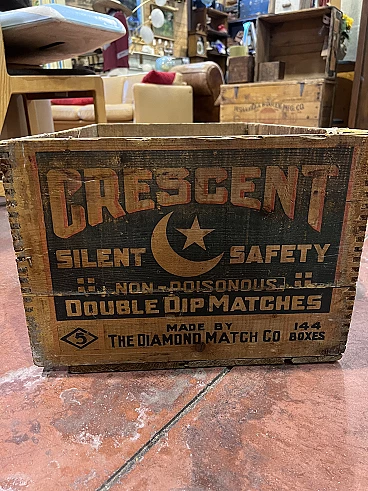 CRESCENT
SILENT SAFETY
NON-POISONOUS
DOUBLE DIP MATCHES
5 MADE BY 144
THE DIAMOND MATCH CO BOXES